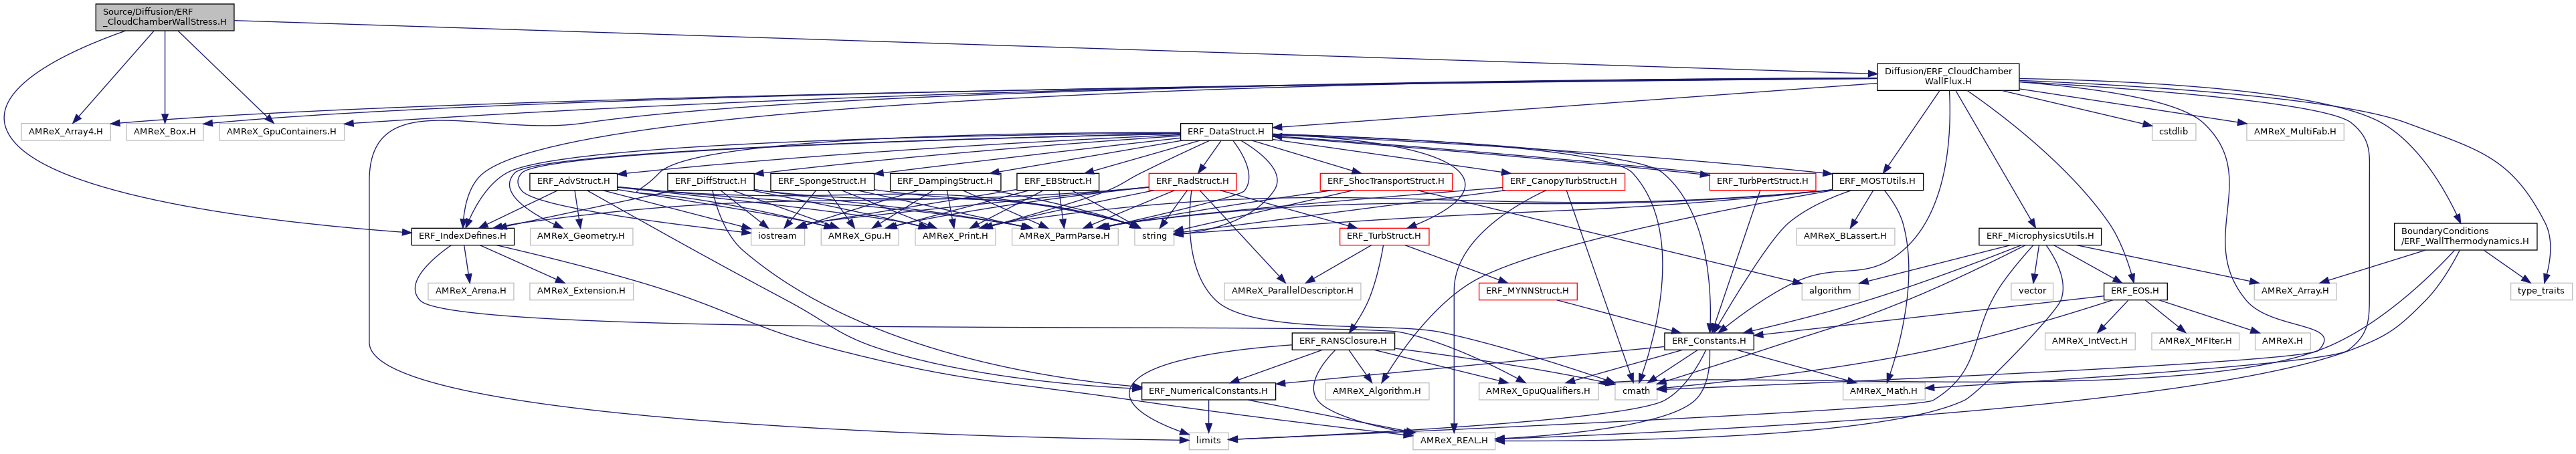 Source/Diffusion/ERF
_CloudChamberWallStress.H
Diffusion/ERF_CloudChamber
WallFlux.H
AMReX_Array4.H
AMReX_Box.H
AMReX_GpuContainers.H
ERF_DataStruct.H
cstdlib
AMReX_MultiFab.H
ERF_AdvStruct.H
ERF_DiffStruct.H
ERF_SpongeStruct.H
ERF_DampingStruct.H
ERF_EBStruct.H
ERF_RadStruct.H
ERF_ShocTransportStruct.H
ERF_CanopyTurbStruct.H
ERF_TurbPertStruct.H
ERF_MOSTUtils.H
ERF_IndexDefines.H
AMReX_Geometry.H
iostream
AMReX_Gpu.H
AMReX_Print.H
AMReX_ParmParse.H
string
ERF_TurbStruct.H
AMReX_BLassert.H
ERF_MicrophysicsUtils.H
BoundaryConditions
/ERF_WallThermodynamics.H
AMReX_Arena.H
AMReX_Extension.H
AMReX_ParallelDescriptor.H
ERF_MYNNStruct.H
algorithm
vector
ERF_EOS.H
AMReX_Array.H
type_traits
ERF_RANSClosure.H
ERF_Constants.H
AMReX_IntVect.H
AMReX_MFIter.H
AMReX.H
ERF_NumericalConstants.H
AMReX_Algorithm.H
AMReX_GpuQualifiers.H
cmath
AMReX_Math.H
limits
AMReX_REAL.H